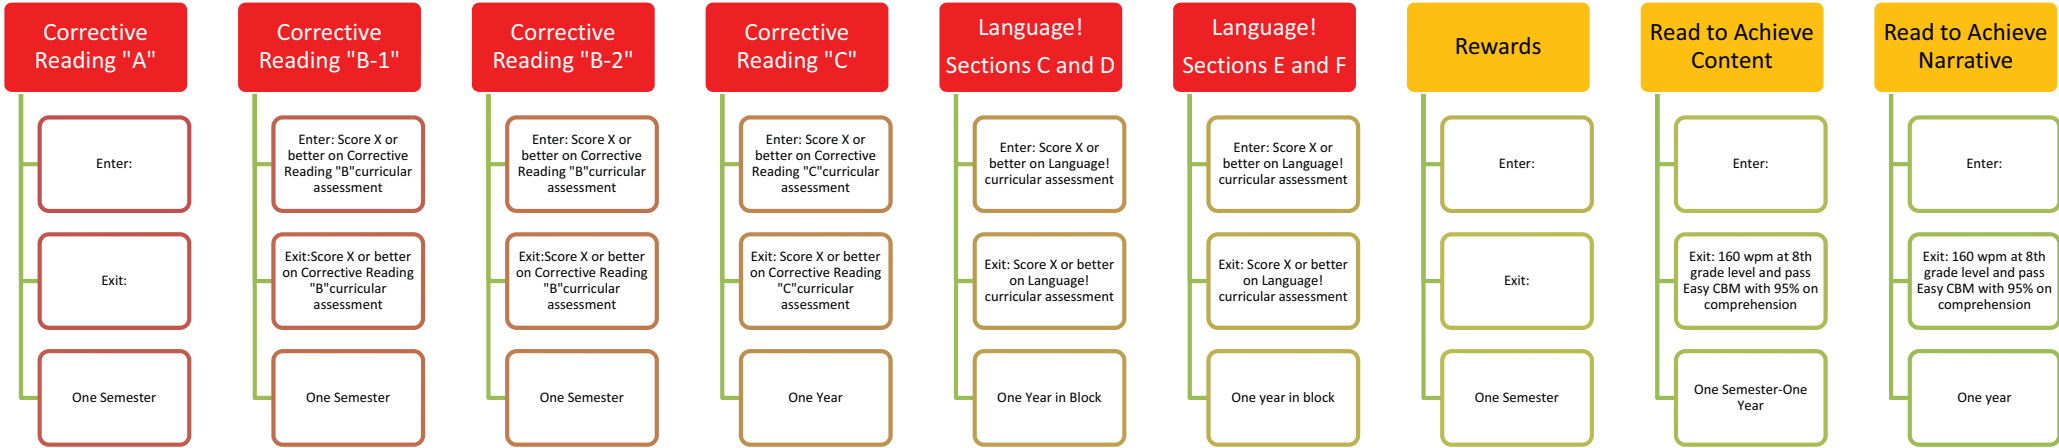 Corrective
Reading "A"
Enter:
Exit:
One Semester
Corrective
Reading "B-1"
Enter: Score X or
better on Corrective
Reading "B"curricular
assessment
Exit:Score X or better
on Corrective Reading
"B"curricular
assessment
One Semester
Corrective
Reading "B-2"
Enter: Score X or
better on Corrective
Reading "B"curricular
assessment
Exit:Score X or better
on Corrective Reading
"B"curricular
assessment
One Semester
Corrective
Reading "C"
Enter: Score X or
better on Corrective
Reading "C"curricular
assessment
Exit: Score X or better
on Corrective Reading
"C"curricular
assessment
One Year
Language!
Sections C and D
Enter: Score X or
better on Language!
curricular assessment
Exit: Score X or better
on Language!
curricular assessment
One Year in Block
Language!
Sections E and F
Enter: Score X or
better on Language!
curricular assessment
Exit: Score X or better
on Language!
curricular assessment
One year in block
Rewards
Enter:
Exit:
One Semester
Read to Achieve
Content
Enter:
Exit: 160 wpm at 8th
grade level and pass
Easy CBM with 95% on
comprehension
One Semester-One
Year
Read to Achieve
Narrative
Enter:
Exit: 160 wpm at 8th
grade level and pass
Easy CBM with 95% on
comprehension
One year